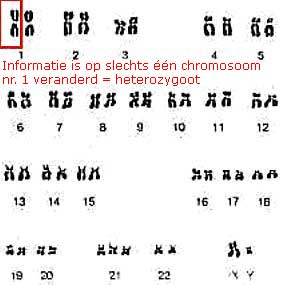 1 2 3 4 5
Informatie is op slechts één chromosoom
nr. 1 veranderd = heterozygoot
6 7 8 9 10 11 12
13 14 15 16 17 18
19 20 21 22 X Y